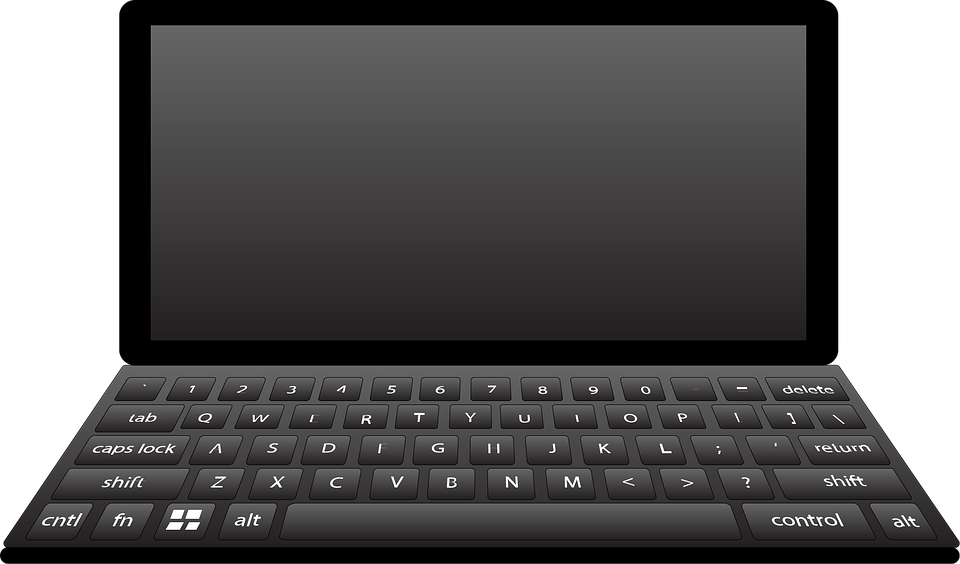 ` 1 2 3 4 5 6 7 8 9 0 - = delete
tab Q W E R T Y U I O P ] \
caps lock A S D F G H J K L ; ' return
shift Z X C V B N M < > ? shift
cntl fn alt control alt